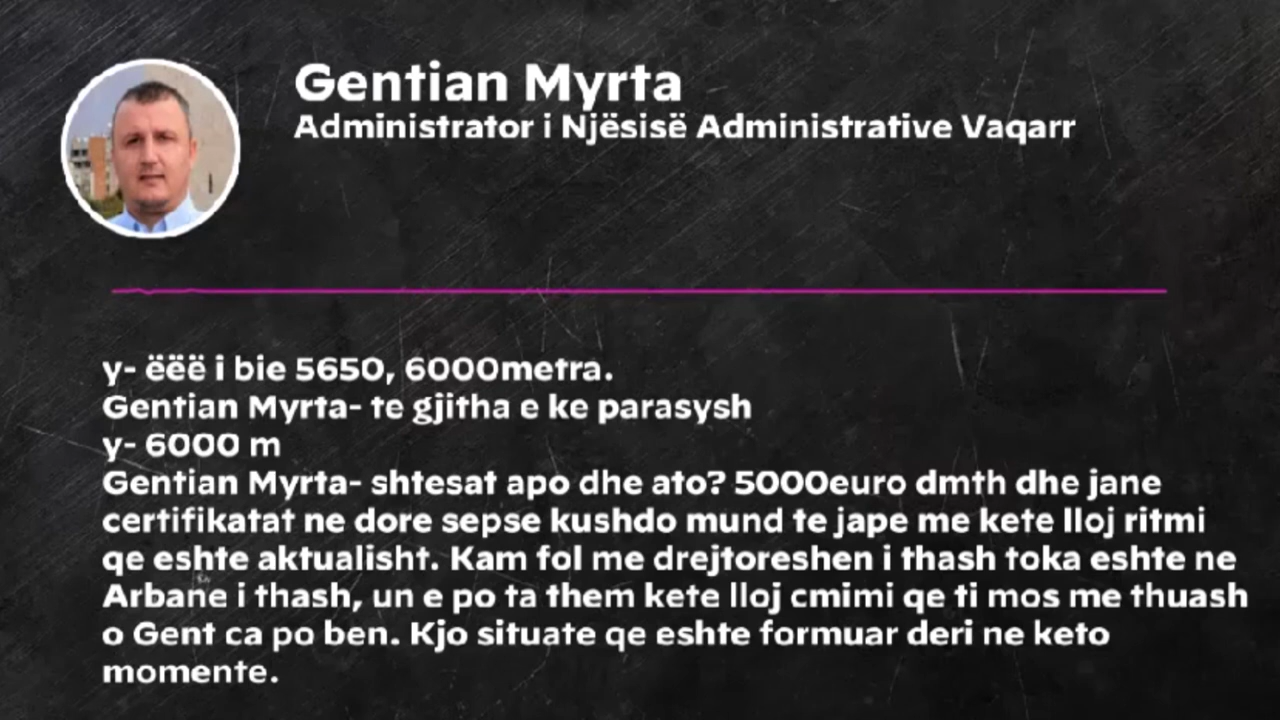 Gentian Myrta
Administrator i Njësisë Administrative Vaqarr
y- ëëë i bie 5650, 6000metra.
Gentian Myrta- te gjitha e ke parasysh
y- 6000 m
Gentian Myrta- shtesat apo dhe ato? 5000euro dmth dhe jane
certifikatat ne dore sepse kushdo mund te jape me kete lloj ritmi
qe eshte aktualisht. Kam fol me drejtoreshen i thash toka eshte ne
Arbane i thash, un e po ta them kete lloj cmimi qe ti mos me thuash
o Gent ca po ben. Kjo situate qe eshte formuar deri ne keto
momente.